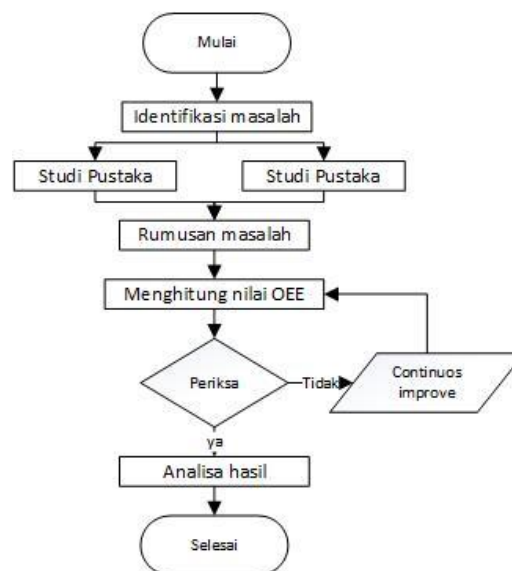 Mulai
Identifikasi masalah
Studi Pustaka
Studi Pustaka
Rumusan masalah
Menghitung nilai OEE
Periksa
Tidak
Continuos
improve
ya
Analisa hasil
Selesai